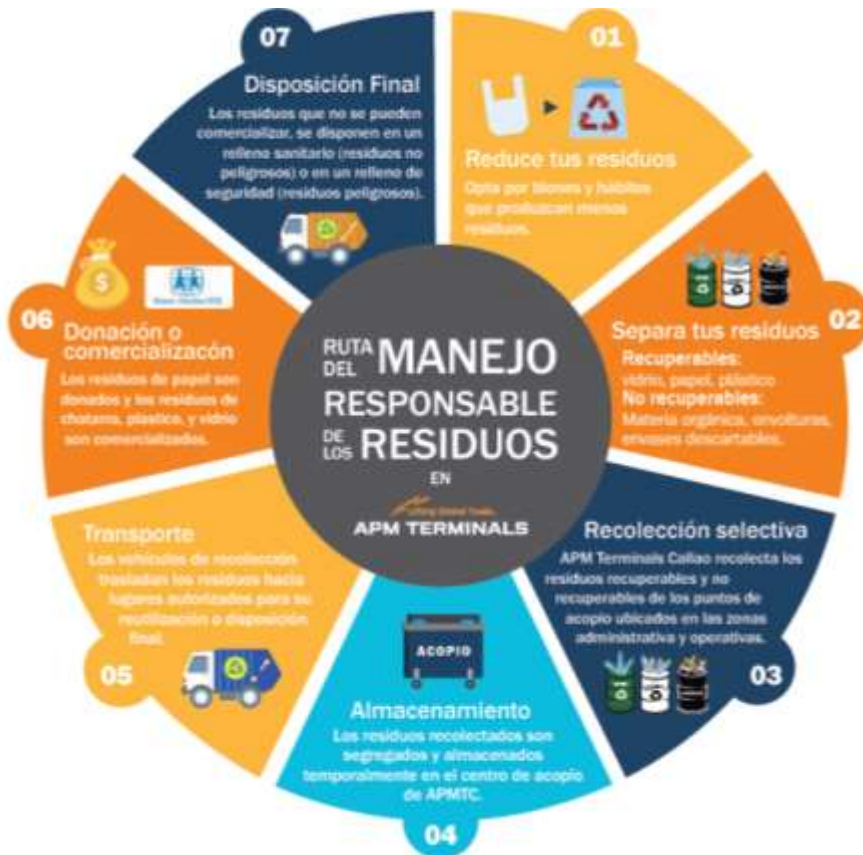 RUTA DEL MANEJO
RESPONSABLE
DE LOS RESIDUOS
EN
APM TERMINALS
01
Reduce tus residuos
Opta por bienes y hábitos
que produzcan menos
residuos.
02
Separa tus residuos
Recuperables:
vidrio, papel, plástico
No recuperables:
Materia orgánica, envolturas,
envases descartables.
03
Recolección selectiva
APM Terminals Callao recolecta los
residuos recuperables y no
recuperables de los puntos de
acopio ubicados en las zonas
administrativa y operativas.
04
ACOPIO
Almacenamiento
Los residuos recolectados son
segregados y almacenados
temporalmente en el centro de acopio
de APMTC.
05
Transporte
Los vehículos de recolección
trasladan los residuos hacia
lugares autorizados para su
reutilización o disposición
final.
06
$
Donación o
comercializacón
Los residuos de papel son
donados y los residuos de
chatarra, plastico, y vidrio
son comercializados.
07
Disposición Final
Los residuos que no se pueden
comercializar, se disponen en un
relleno sanitario (residuos no
peligrosos) o en un relleno de
seguridad (residuos peligrosos).